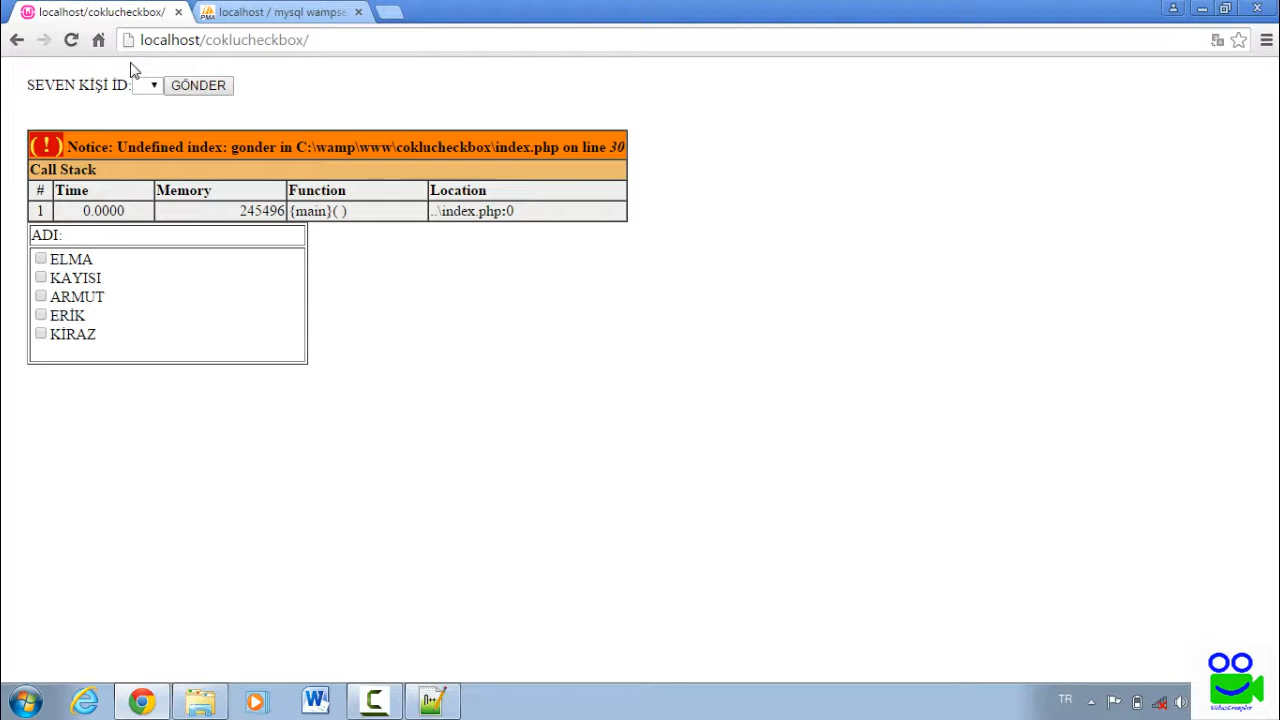 localhost/coklucheckbox/
localhost / mysql wampse
localhost/coklucheckbox/
SEVEN KİŞİ İD:
GÖNDER
( ! ) Notice: Undefined index: gonder in C:\wamp\www\coklucheckbox\index.php on line 30
Call Stack
# Time Memory Function Location
1 0.0000 245496 {main}( ) ..\index.php:0
ADI:
ELMA
KAYISI
ARMUT
ERİK
KİRAZ
TR